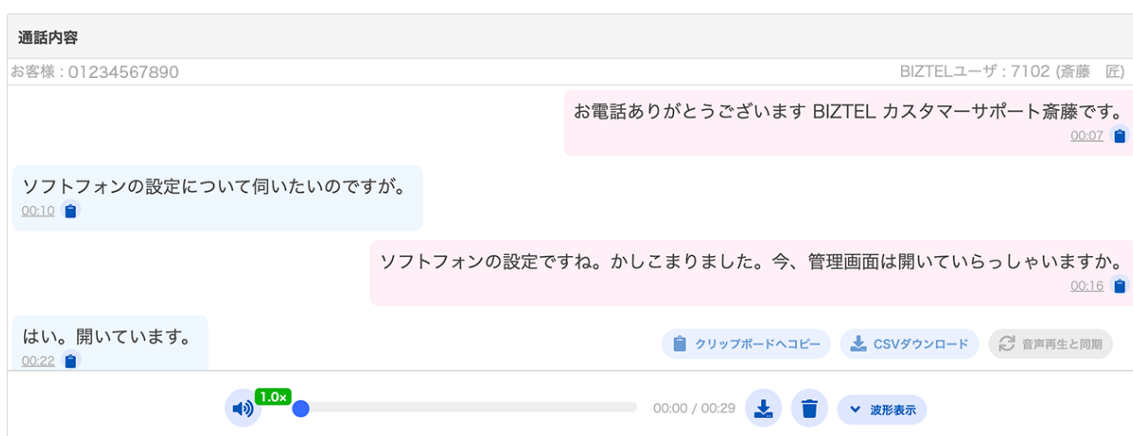 通話内容
お客様 : 01234567890
BIZTELユーザ : 7102 (斎藤　匠)
お電話ありがとうございます BIZTEL カスタマーサポート斎藤です。
00:07
ソフトフォンの設定について伺いたいのですが。
00:10
ソフトフォンの設定ですね。かしこまりました。今、管理画面は開いていらっしゃいますか。
00:16
はい。開いています。
00:22
クリップボードへコピー
CSVダウンロード
音声再生と同期
1.0×
00:00 / 00:29
波形表示